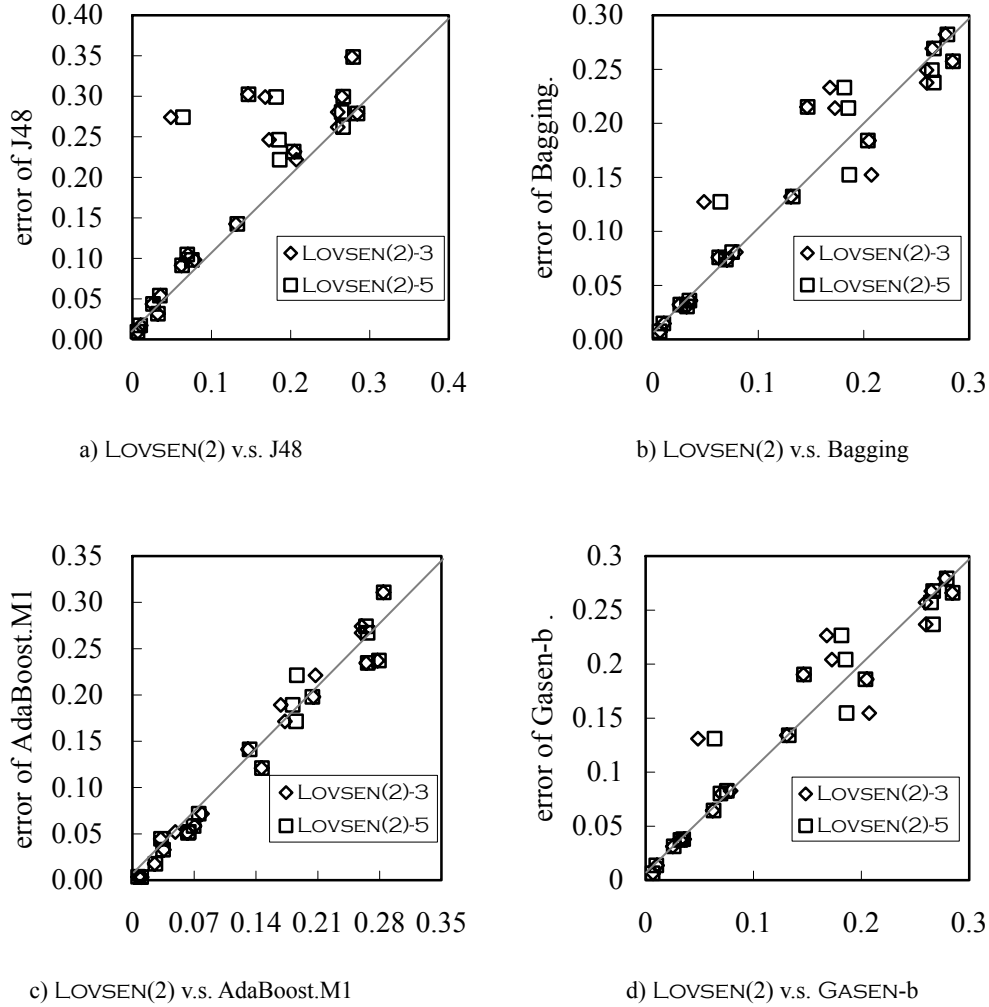 0.40
0.35
0.30
0.25
0.20
0.15
0.10
0.05
0.00
error of J48
LOVSEN(2)-3
LOVSEN(2)-5
0 0.1 0.2 0.3 0.4
a) LOVSEN(2) v.s. J48
0.30
0.25
0.20
0.15
0.10
0.05
0.00
error of Bagging.
LOVSEN(2)-3
LOVSEN(2)-5
0 0.1 0.2 0.3
b) LOVSEN(2) v.s. Bagging
0.35
0.30
0.25
0.20
0.15
0.10
0.05
0.00
error of AdaBoost.M1
LOVSEN(2)-3
LOVSEN(2)-5
0 0.07 0.14 0.21 0.28 0.35
c) LOVSEN(2) v.s. AdaBoost.M1
0.3
0.25
0.2
0.15
0.1
0.05
0
error of Gasen-b .
LOVSEN(2)-3
LOVSEN(2)-5
0 0.1 0.2 0.3
d) LOVSEN(2) v.s. GASEN-b